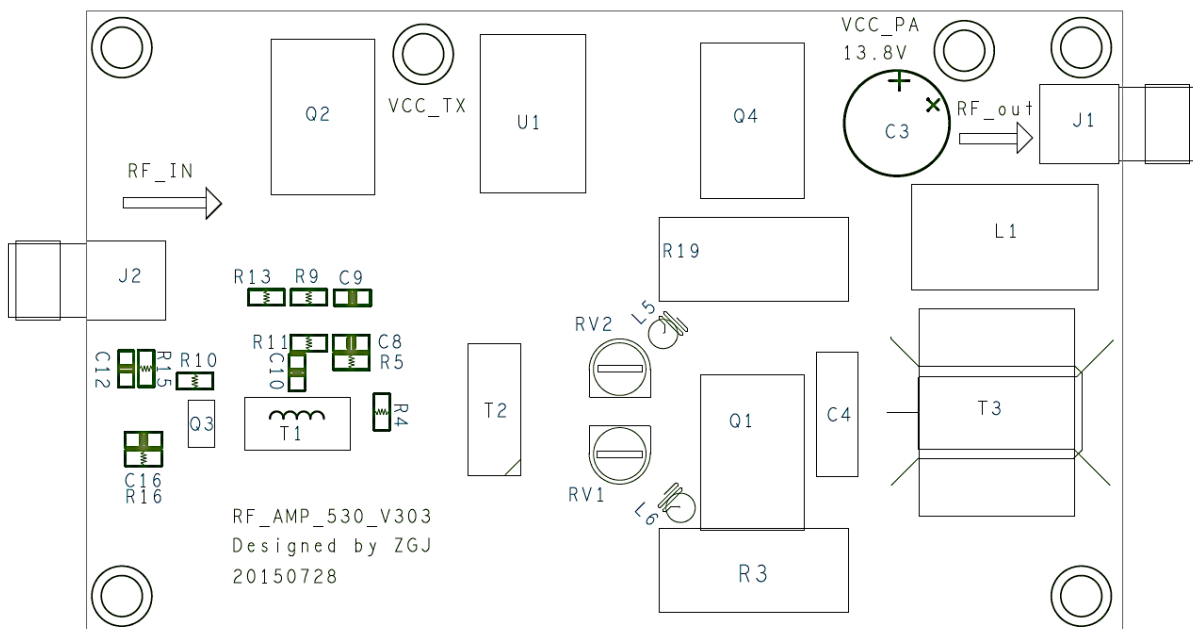 VCC_PA
13.8V
Q2
VCC_TX
U1
Q4
C3
RF_out
J1
RF_IN
J2
R19
L1
R13
R9
C9
RV2
L5
R11
C8
R5
C10
C12
R15
R10
Q3
T1
R4
T2
Q1
C4
T3
RV1
L6
C16
R16
RF_AMP_530_V303
Designed by ZGJ
20150728
R3